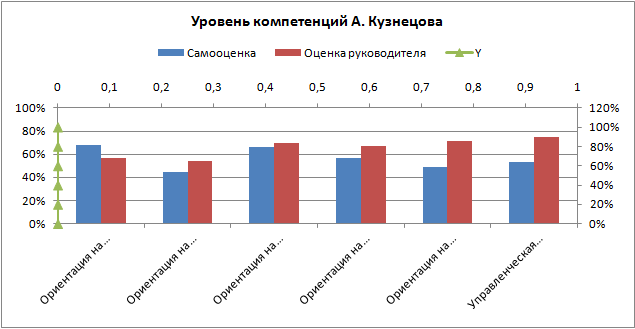 Уровень компетенций А. Кузнецова
Самооценка Оценка руководителя Y
0 0,1 0,2 0,3 0,4 0,5 0,6 0,7 0,8 0,9 1
100% 120%
80% 100%
60% 80%
40% 60%
20% 40%
0% 20%
0%
Ориентация на...
Ориентация на...
Ориентация на...
Ориентация на...
Ориентация на...
Управленческая...